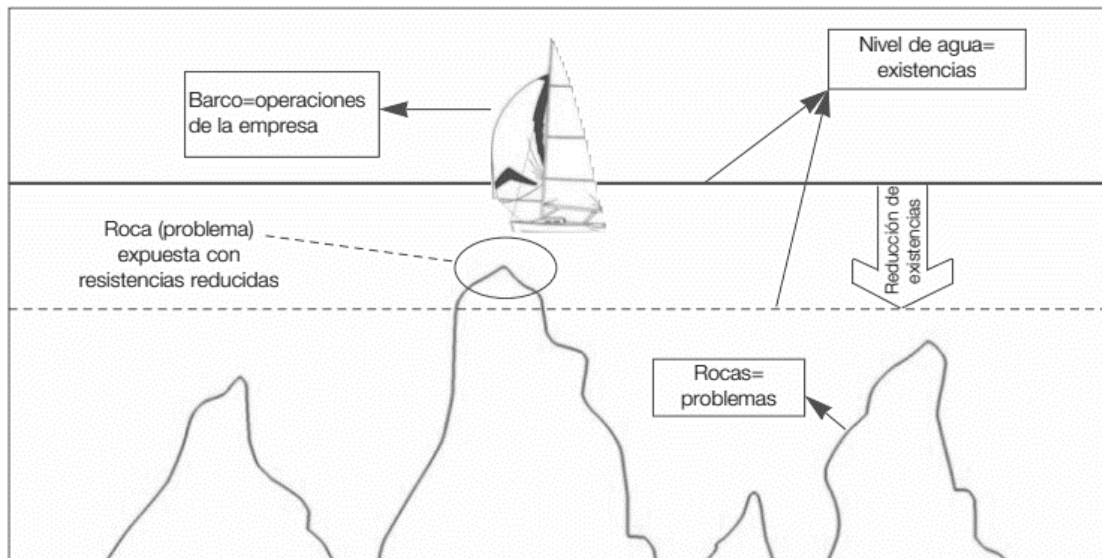 Nivel de agua=
existencias
Barco=operaciones
de la empresa
Roca (problema)
expuesta con
resistencias reducidas
Reducción de
existencias
Rocas=
problemas